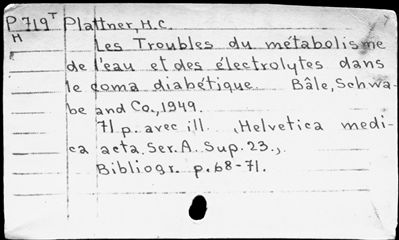 P 719 T Plattner, H.C.
H
Les Troubles du métabolisme
de l'eau et des électrolytes dans
le coma diabétique. Bâle, Schwa-
be and Co., 1949.
71 p. avec ill. , Helvetica medi-
ca acta. Ser. A. Sup. 23.,.
Bibliogr. p. 68-71.